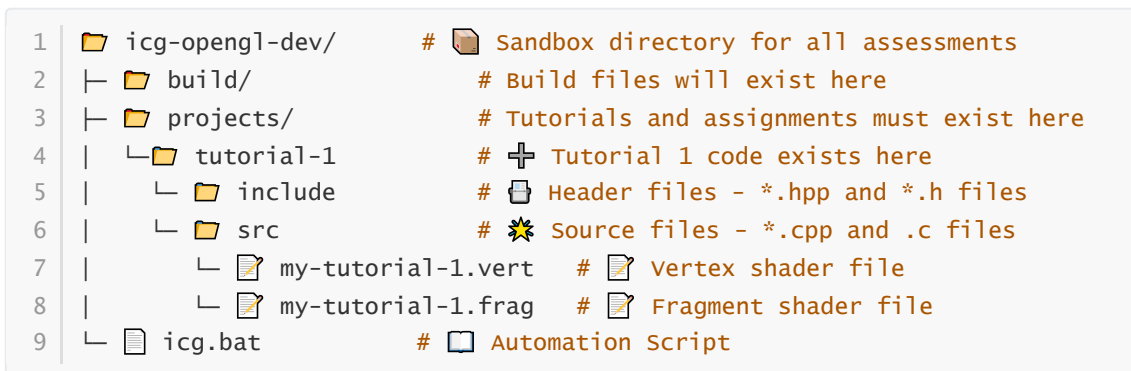 1 📂 icg-opengl-dev/ # 📦 Sandbox directory for all assessments
2 ├─ 📂 build/ # Build files will exist here
3 ├─ 📂 projects/ # Tutorials and assignments must exist here
4 │ └─📂 tutorial-1 # ➕ Tutorial 1 code exists here
5 │ └─ 📂 include # 📇 Header files - *.hpp and *.h files
6 │ └─ 📂 src # 🌟 Source files - *.cpp and .c files
7 │ └─ 📝 my-tutorial-1.vert # 📝 Vertex shader file
8 │ └─ 📝 my-tutorial-1.frag # 📝 Fragment shader file
9 └─ 📄 icg.bat # 📖 Automation Script